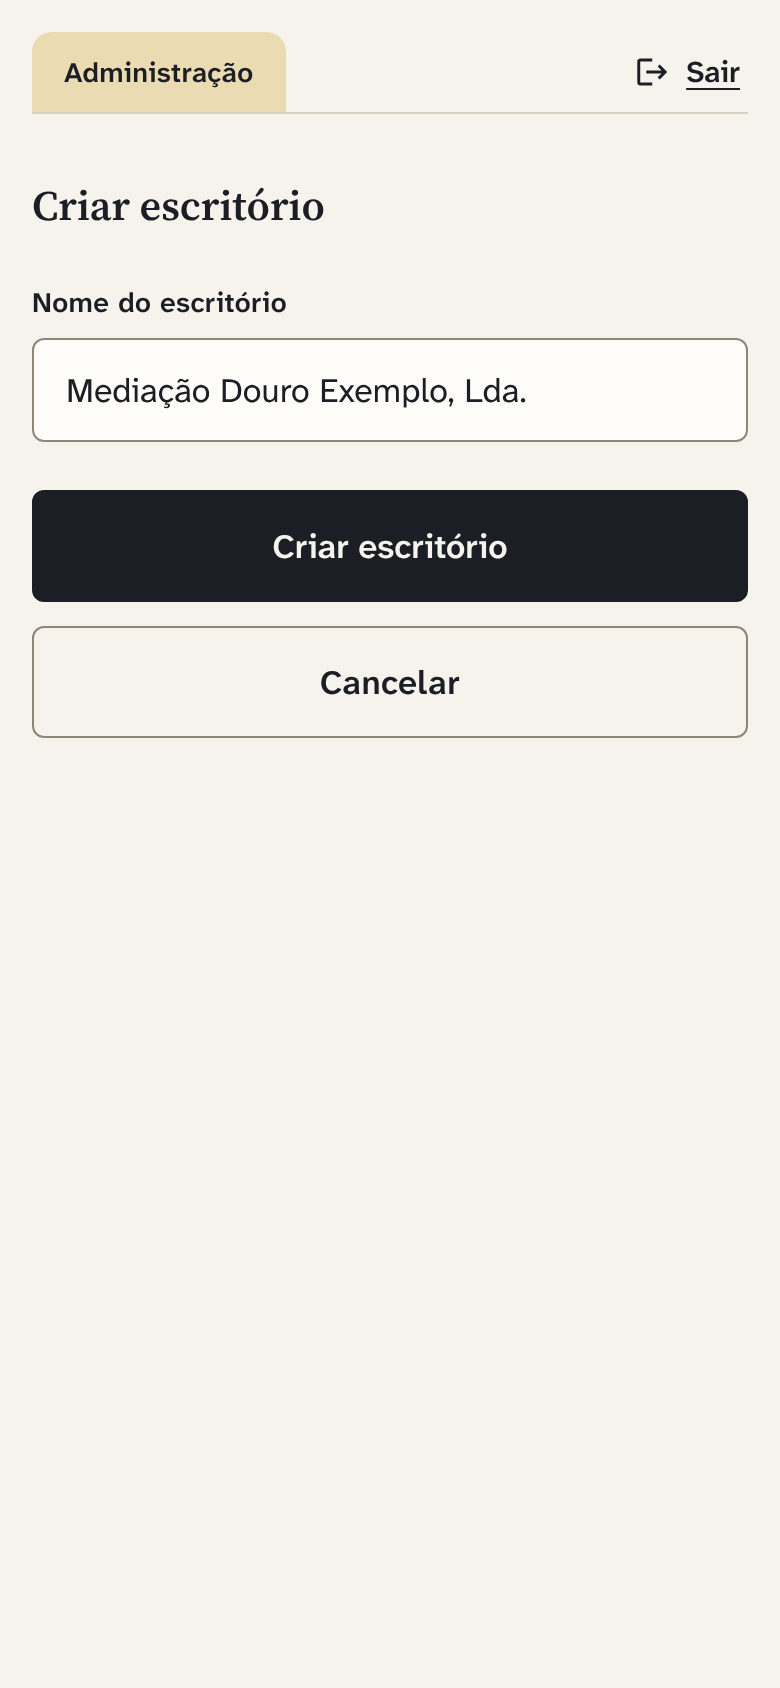 Administração
Sair
Criar escritório
Nome do escritório
Mediação Douro Exemplo, Lda.
Criar escritório
Cancelar